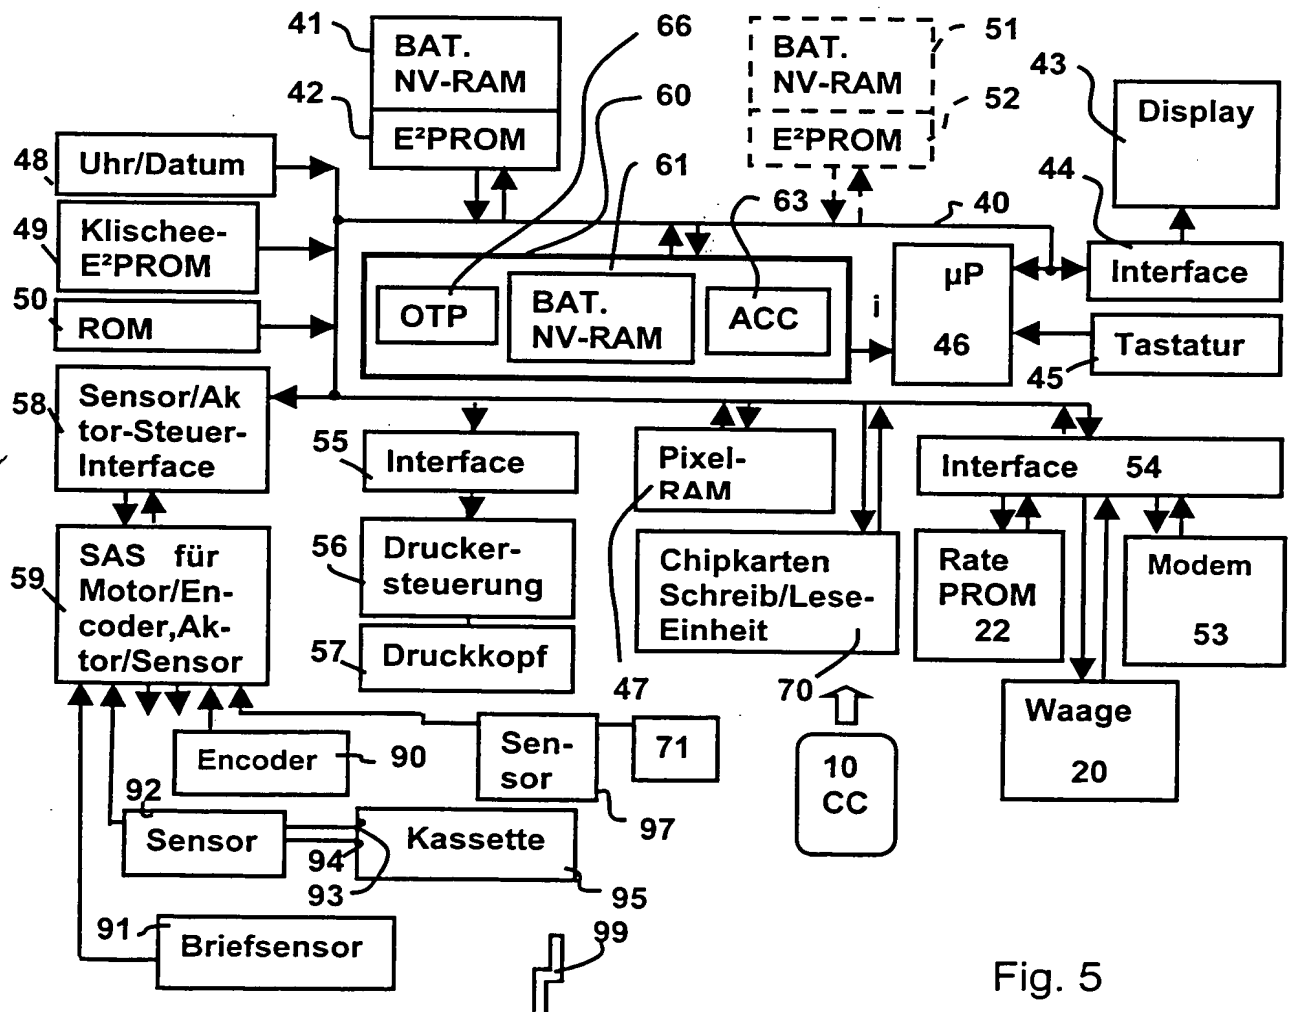 41
BAT.
NV-RAM
42
E²PROM
66
60
61
63
BAT.
NV-RAM
51
E²PROM
52
43
Display
44
48
Uhr/Datum
49
Klischee-
E²PROM
50
ROM
40
OTP
BAT.
NV-RAM
ACC
i
µP
46
Interface
Tastatur
45
58
Sensor/Ak
tor-Steuer-
Interface
55
Interface
Pixel-
RAM
Interface 54
59
SAS für
Motor/En-
coder,Ak-
tor/Sensor
56
Drucker-
steuerung
57
Druckkopf
47
Chipkarten
Schreib/Lese-
Einheit
70
Rate
PROM
22
Modem
53
Waage
20
Encoder
90
Sen-
sor
97
71
10
CC
92
Sensor
94
93
Kassette
95
91
Briefsensor
99
Fig. 5